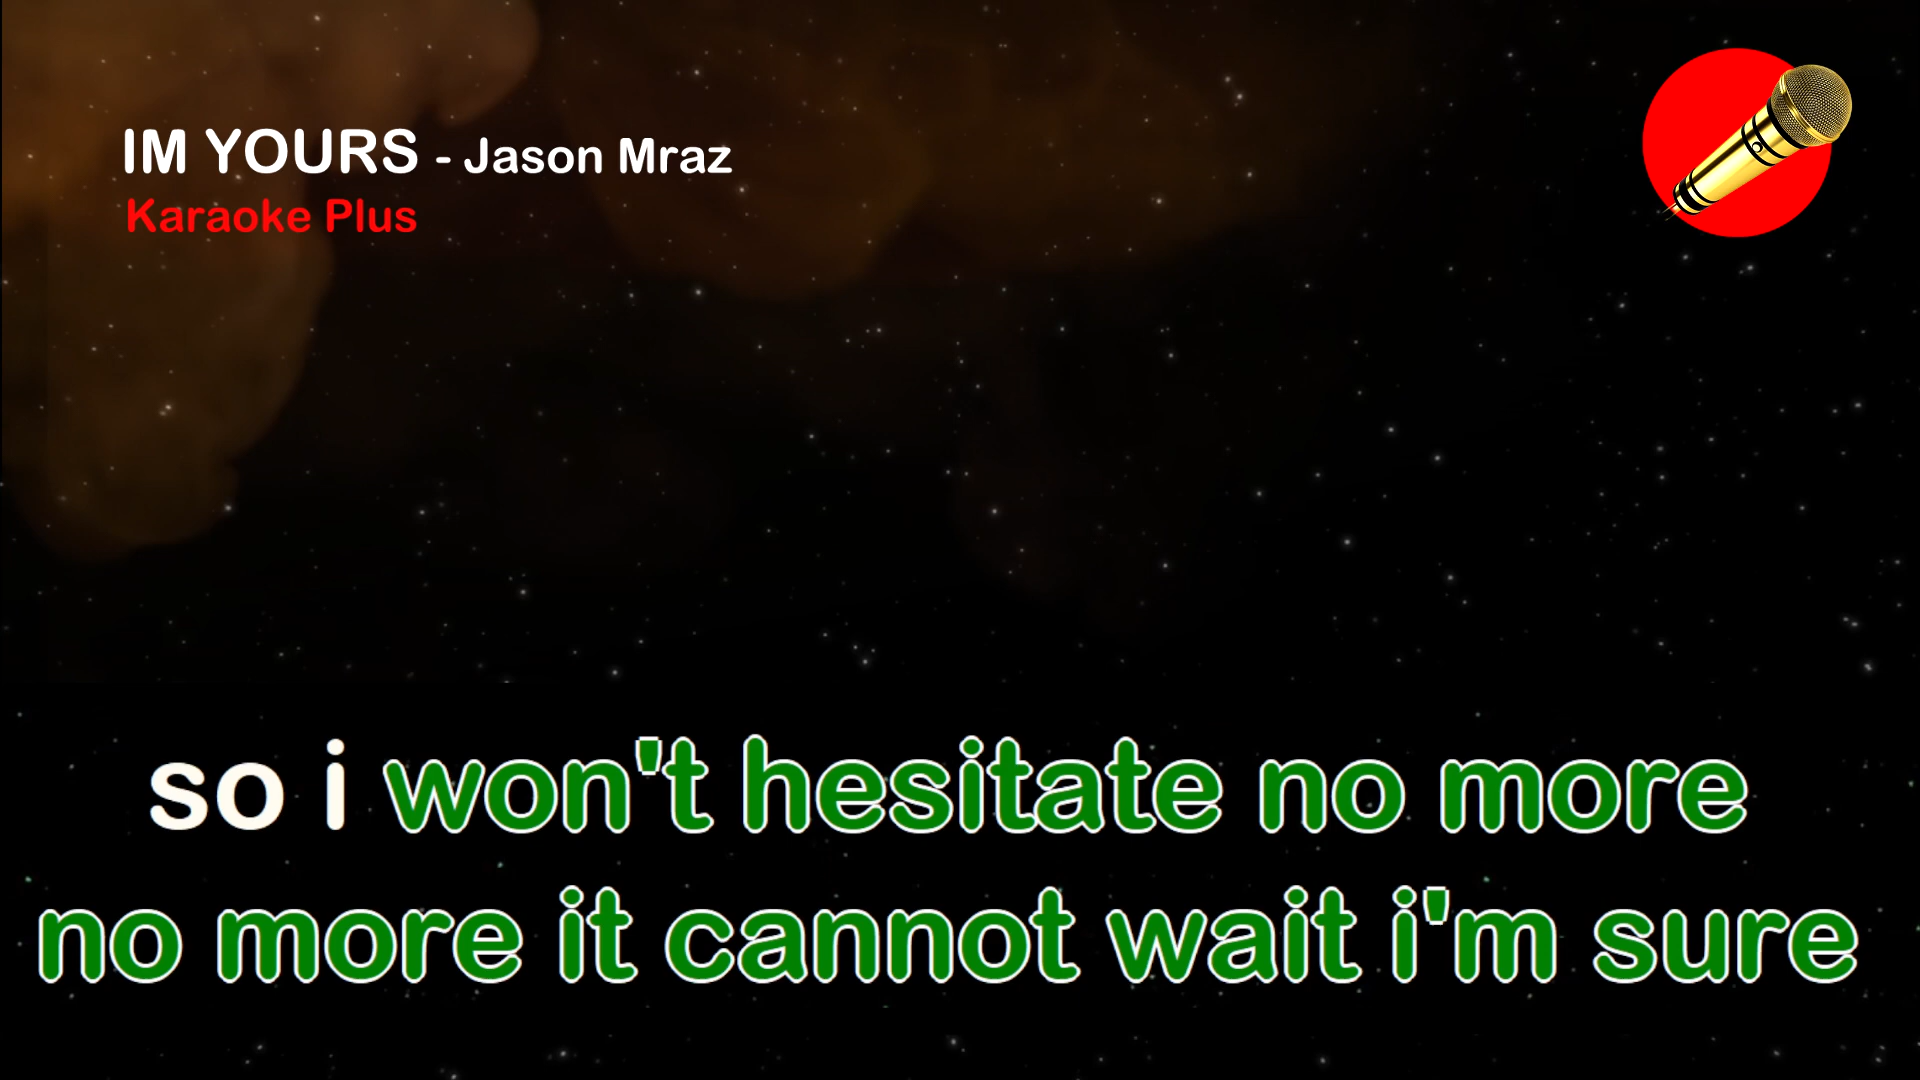 IM YOURS - Jason Mraz
Karaoke Plus
so i won't hesitate no more
no more it cannot wait i'm sure